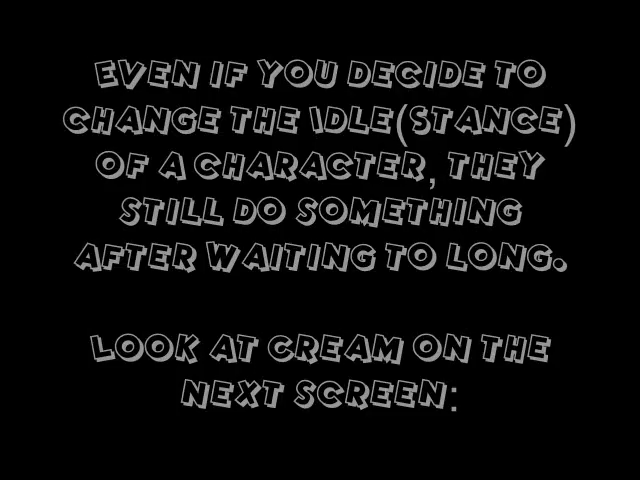 EVEN IF YOU DECIDE TO
CHANGE THE IDLE(STANCE)
OF A CHARACTER, THEY
STILL DO SOMETHING
AFTER WAITING TO LONG.
LOOK AT CREAM ON THE
NEXT SCREEN: